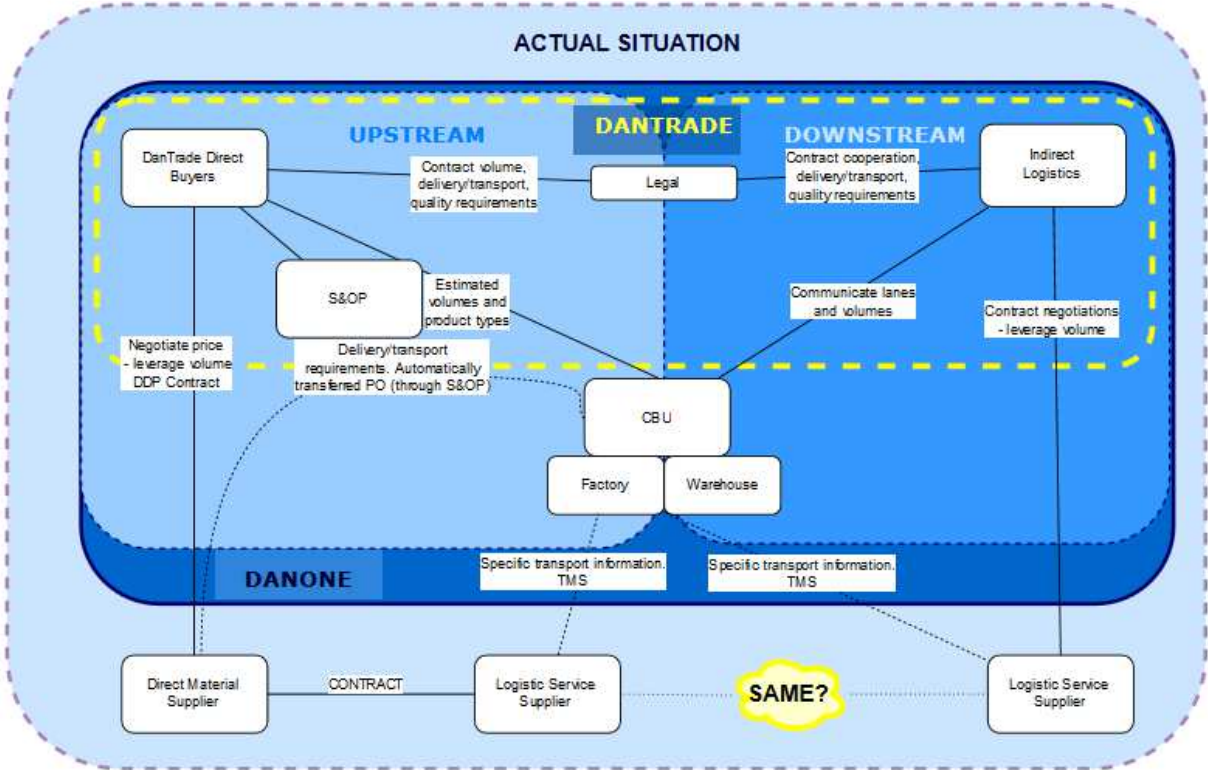 ACTUAL SITUATION
UPSTREAM
DANTRADE
DOWNSTREAM
DanTrade Direct
Buyers
Contract volume,
delivery/transport,
quality requirements
Legal
Contract cooperation,
delivery/transport,
quality requirements
Indirect
Logistics
S&OP
Estimated
volumes and
product types
Communicate lanes
and volumes
Contract negotiations
- leverage volume
Negotiate price
- leverage volume
DDP Contract
Delivery/transport
requirements. Automatically
transferred PO (through S&OP)
CBU
Factory
Warehouse
Specific transport information.
TMS
Specific transport information.
TMS
DANONE
Direct Material
Supplier
CONTRACT
Logistic Service
Supplier
SAME?
Logistic Service
Supplier